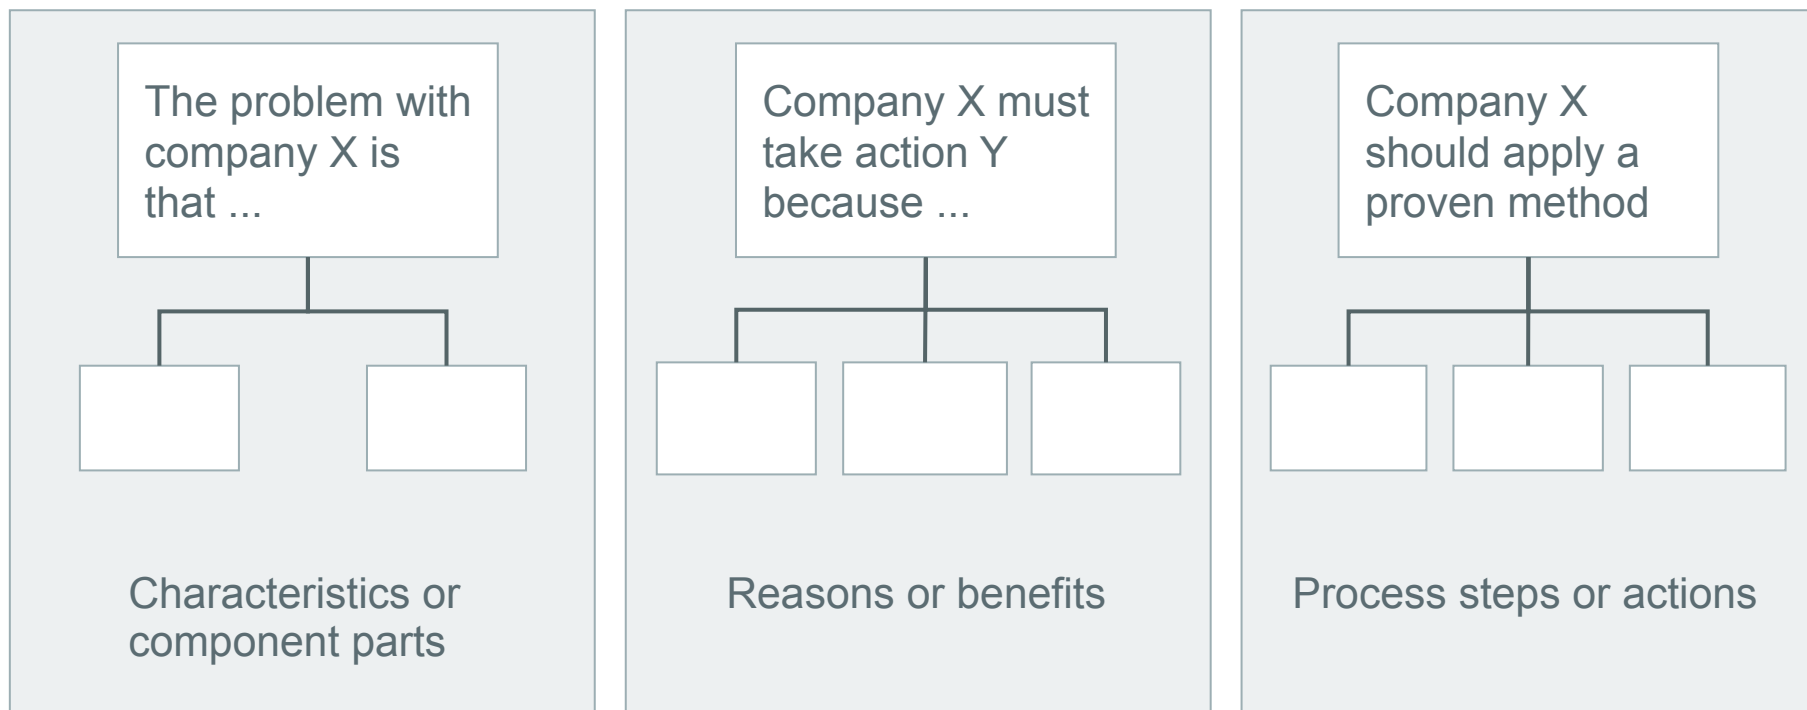 The problem with
company X is
that ...
Company X must
take action Y
because ...
Company X
should apply a
proven method
Characteristics or
component parts
Reasons or benefits
Process steps or actions